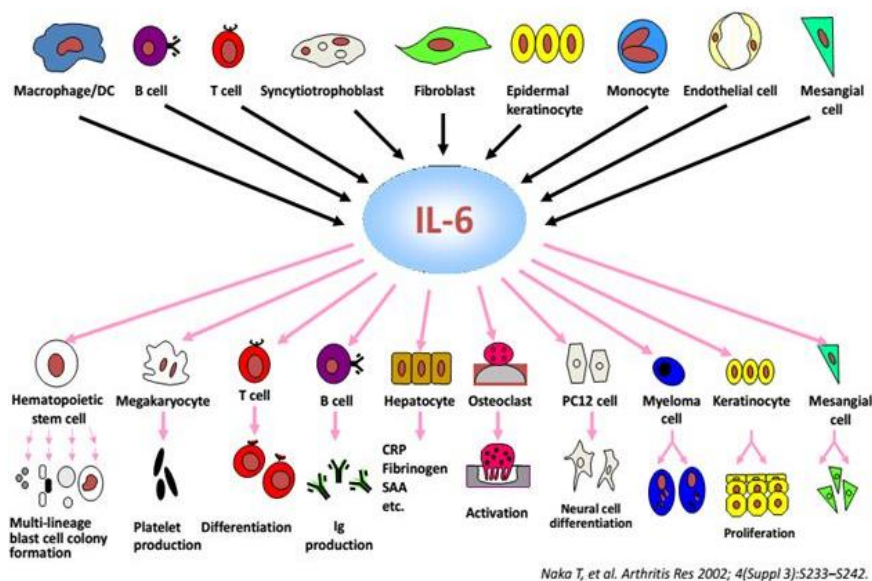 Macrophage/DC
B cell
T cell
Syncytiotrophoblast
Fibroblast
Epidermal
keratinocyte
Monocyte
Endothelial cell
Mesangial
cell
IL-6
Hematopoietic
stem cell
Megakaryocyte
T cell
B cell
Hepatocyte
Osteoclast
PC12 cell
Myeloma
cell
Keratinocyte
Mesangial
cell
Multi-lineage
blast cell colony
formation
Platelet
production
Differentiation
Ig
production
CRP
Fibrinogen
SAA
etc.
Activation
Neural cell
differentiation
Proliferation
Naka T, et al. Arthritis Res 2002; 4(Suppl 3):S233–S242.